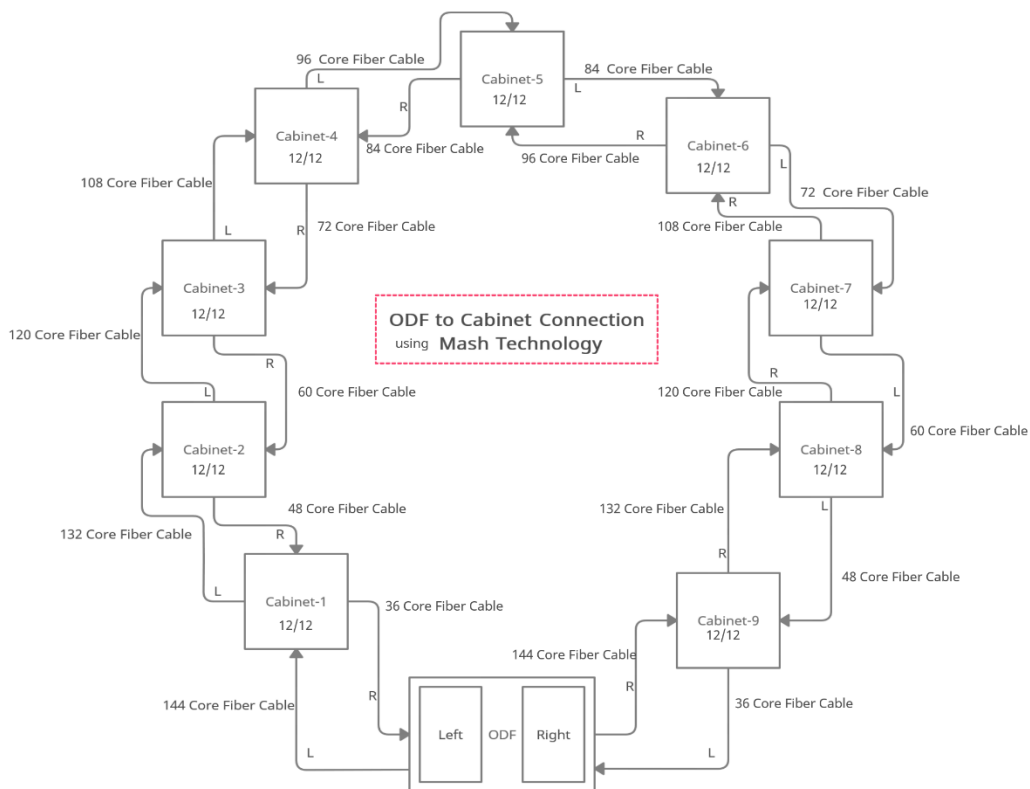 96 Core Fiber Cable
L
Cabinet-5
12/12
84 Core Fiber Cable
L
R
Cabinet-4
12/12
84 Core Fiber Cable
R
96 Core Fiber Cable
Cabinet-6
12/12
L
72 Core Fiber Cable
108 Core Fiber Cable
L
R
72 Core Fiber Cable
R
108 Core Fiber Cable
Cabinet-3
12/12
Cabinet-7
12/12
ODF to Cabinet Connection
using Mash Technology
120 Core Fiber Cable
L
R
60 Core Fiber Cable
R
120 Core Fiber Cable
L
60 Core Fiber Cable
Cabinet-2
12/12
Cabinet-8
12/12
48 Core Fiber Cable
R
132 Core Fiber Cable
L
132 Core Fiber Cable
R
L
48 Core Fiber Cable
Cabinet-1
12/12
36 Core Fiber Cable
R
Cabinet-9
12/12
144 Core Fiber Cable
L
144 Core Fiber Cable
R
36 Core Fiber Cable
L
Left
ODF
Right